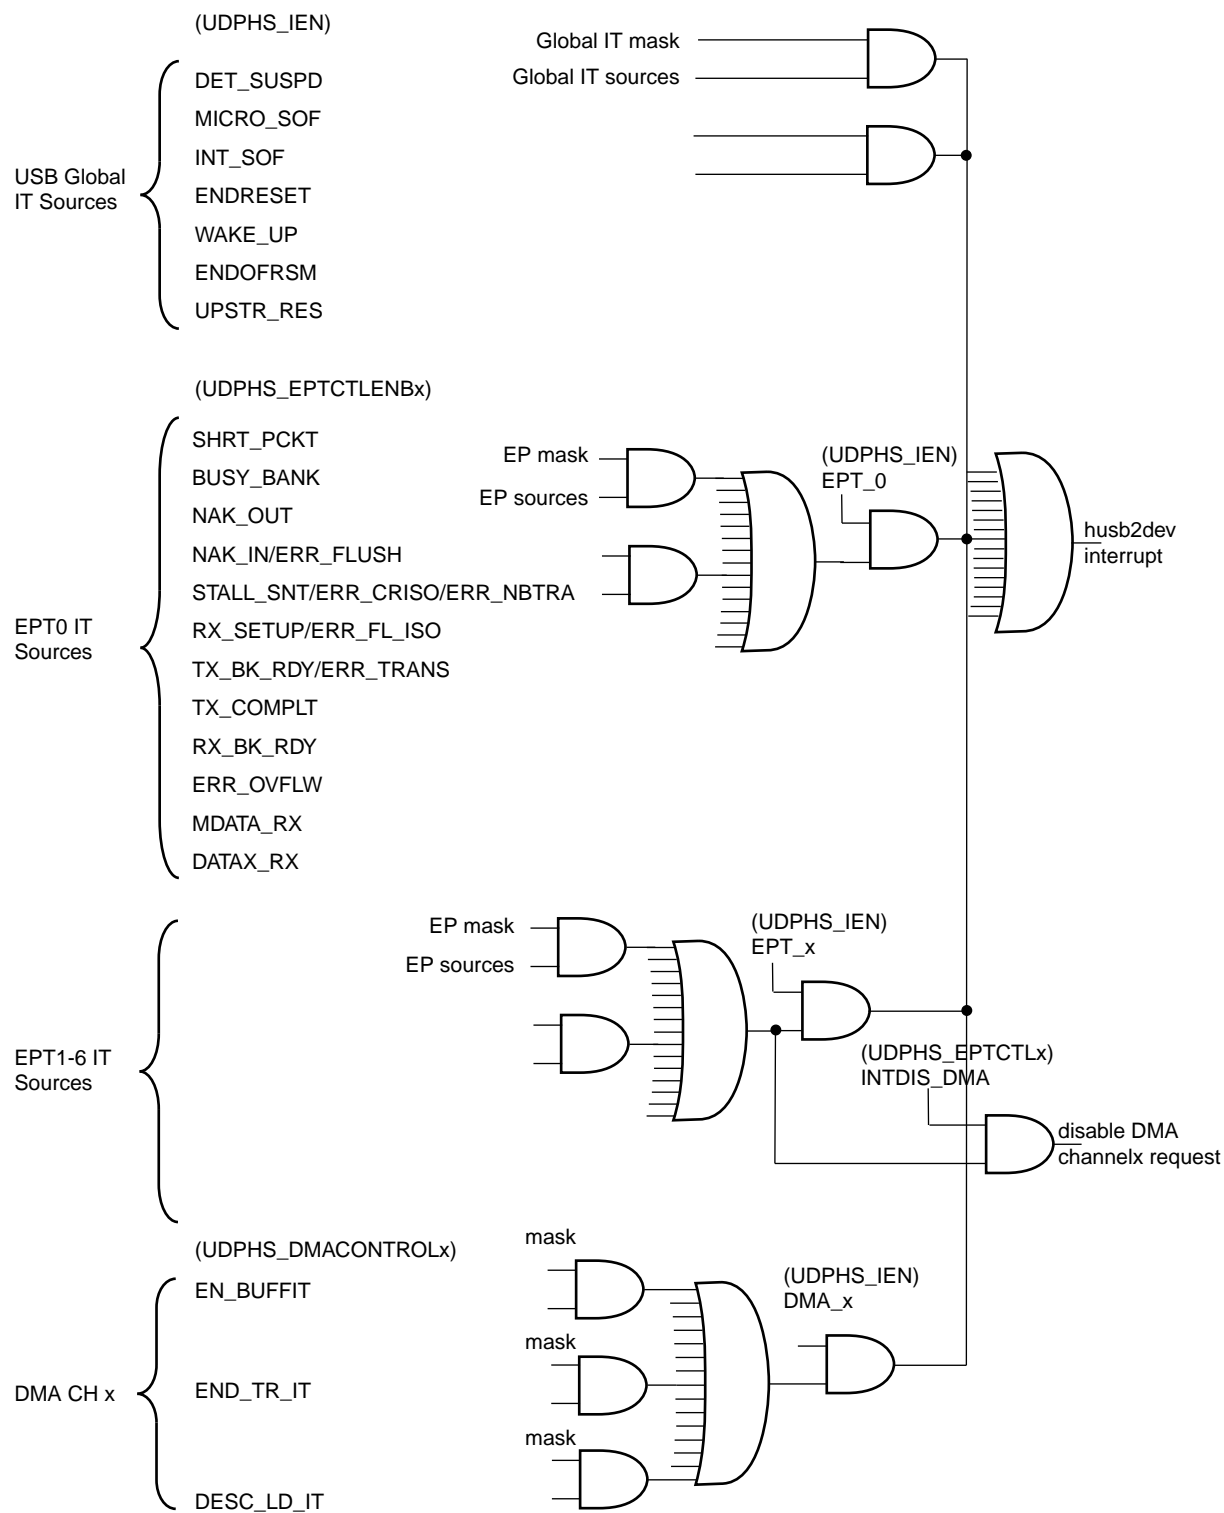 (UDPHS_IEN)
Global IT mask
Global IT sources
DET_SUSPD
MICRO_SOF
INT_SOF
ENDRESET
WAKE_UP
ENDOFRSM
UPSTR_RES
USB Global
IT Sources
(UDPHS_EPTCTLENBx)
SHRT_PCKT
BUSY_BANK
NAK_OUT
NAK_IN/ERR_FLUSH
STALL_SNT/ERR_CRISO/ERR_NBTRA
RX_SETUP/ERR_FL_ISO
TX_BK_RDY/ERR_TRANS
TX_COMPLT
RX_BK_RDY
ERR_OVFLW
MDATA_RX
DATAX_RX
EPT0 IT
Sources
EP mask
EP sources
(UDPHS_IEN)
EPT_0
husb2dev
interrupt
EPT1-6 IT
Sources
EP mask
EP sources
(UDPHS_IEN)
EPT_x
(UDPHS_EPTCTLx)
INTDIS_DMA
disable DMA
channelx request
(UDPHS_DMACONTROLx)
EN_BUFFIT
END_TR_IT
DESC_LD_IT
DMA CH x
mask
mask
mask
(UDPHS_IEN)
DMA_x